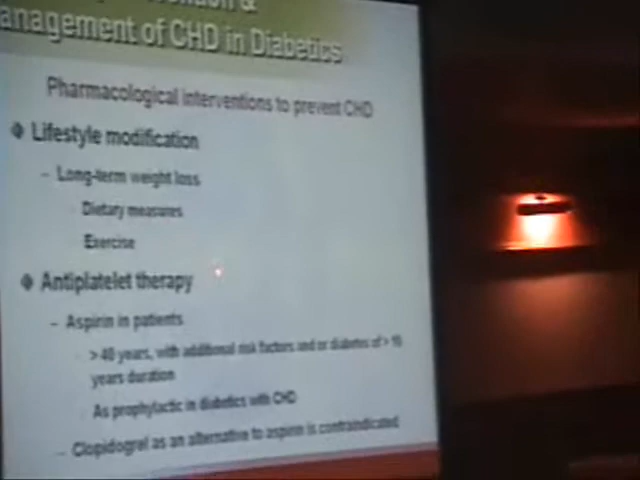 anagement of CHD in Diabetics
Pharmacological interventions to prevent CHD
Lifestyle modification
– Long-term weight loss
Dietary measures
Exercise
Antiplatelet therapy
– Aspirin in patients
> 40 years, with additional risk factors and or diabetes of > 10
years duration
As prophylactic in diabetics with CHD
– Clopidogrel as an alternative to aspirin is contraindicated